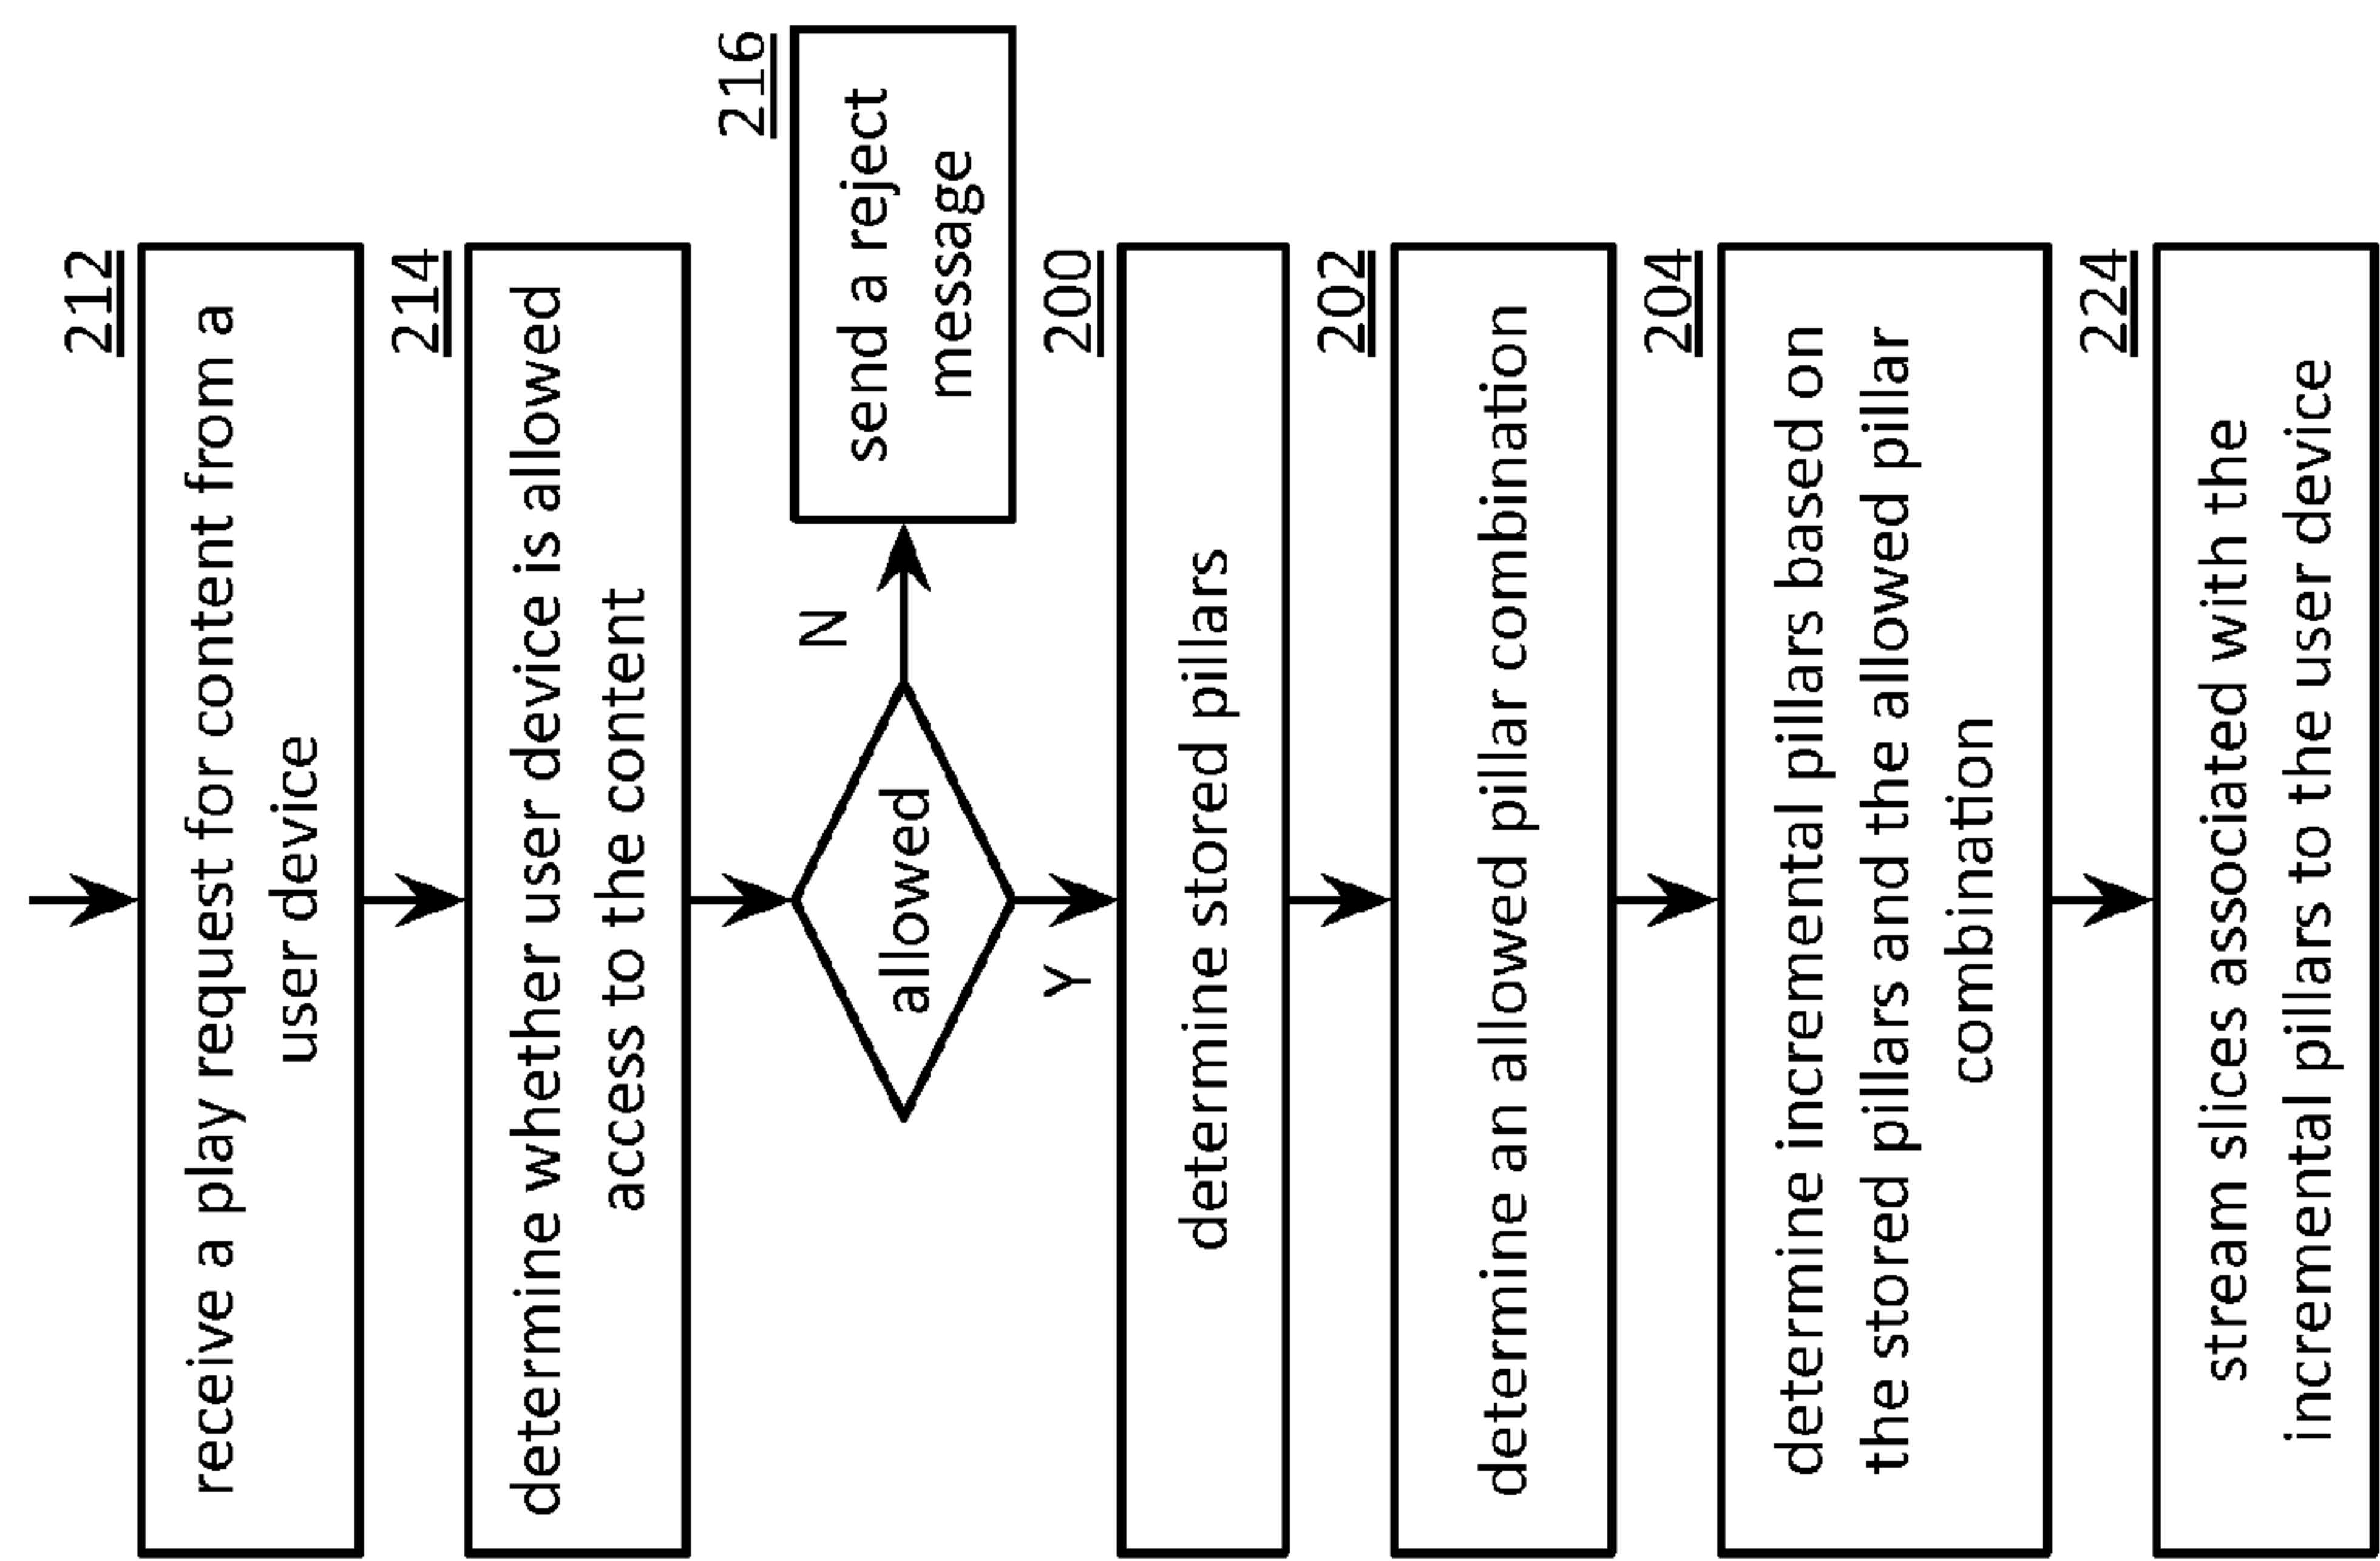 212
receive a play request for content from a
user device
214
determine whether user device is allowed
access to the content
allowed
N
216
send a reject
message
Y
200
determine stored pillars
202
determine an allowed pillar combination
204
determine incremental pillars based on
the stored pillars and the allowed pillar
combination
224
stream slices associated with the
incremental pillars to the user device